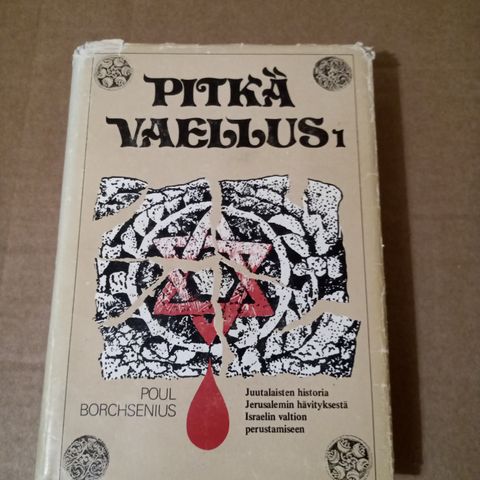 PITKÄ
VAELLUS 1
POUL
BORCHSENIUS
Juutalaisten historia
Jerusalemin hävityksestä
Israelin valtion
perustamiseen